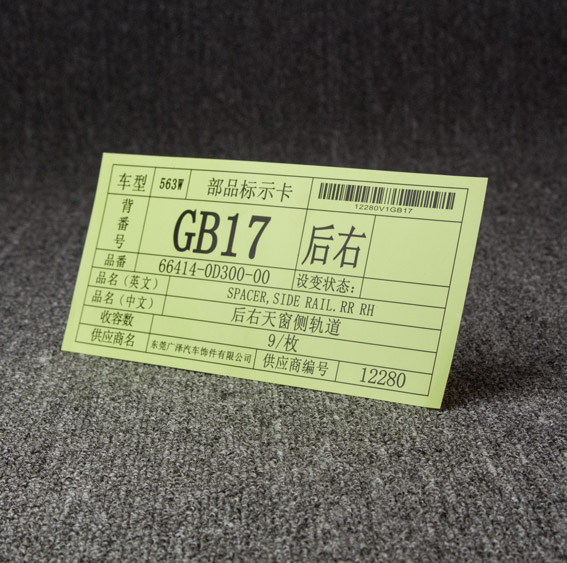 车型 563W 部品标示卡
12280V1GB17
背番号 GB17 后右
品番 66414-0D300-00 设变状态:
品名（英文） SPACER,SIDE RAIL.RR RH
品名（中文） 后右天窗侧轨道
收容数 9/枚
供应商名 东莞广泽汽车饰件有限公司 供应商编号 12280